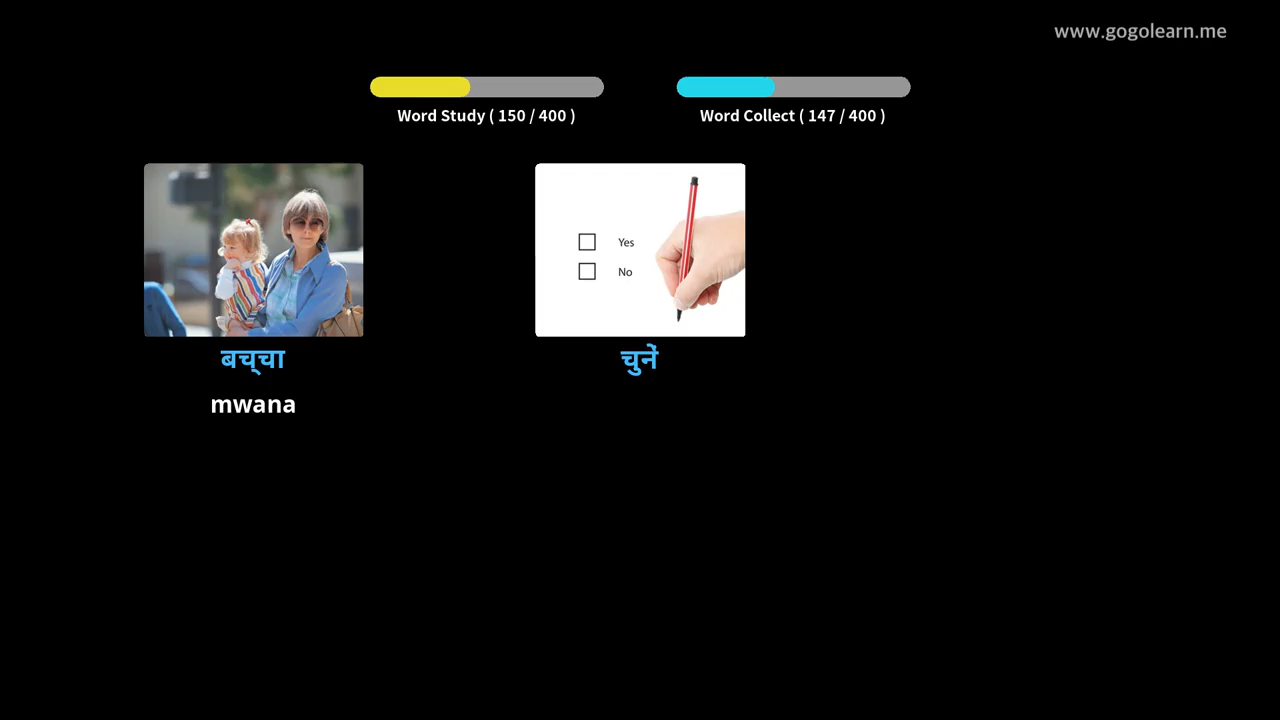 www.gogolearn.me
Word Study ( 150 / 400 )
Word Collect ( 147 / 400 )
Yes
No
बच्चा
चुनें
mwana